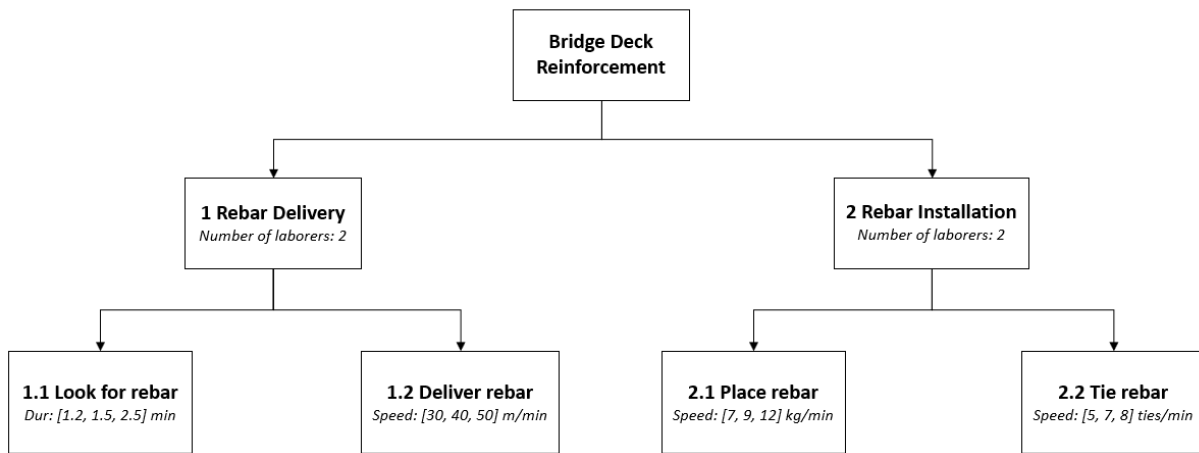 Bridge Deck
Reinforcement
1 Rebar Delivery
Number of laborers: 2
2 Rebar Installation
Number of laborers: 2
1.1 Look for rebar
Dur: [1.2, 1.5, 2.5] min
1.2 Deliver rebar
Speed: [30, 40, 50] m/min
2.1 Place rebar
Speed: [7, 9, 12] kg/min
2.2 Tie rebar
Speed: [5, 7, 8] ties/min